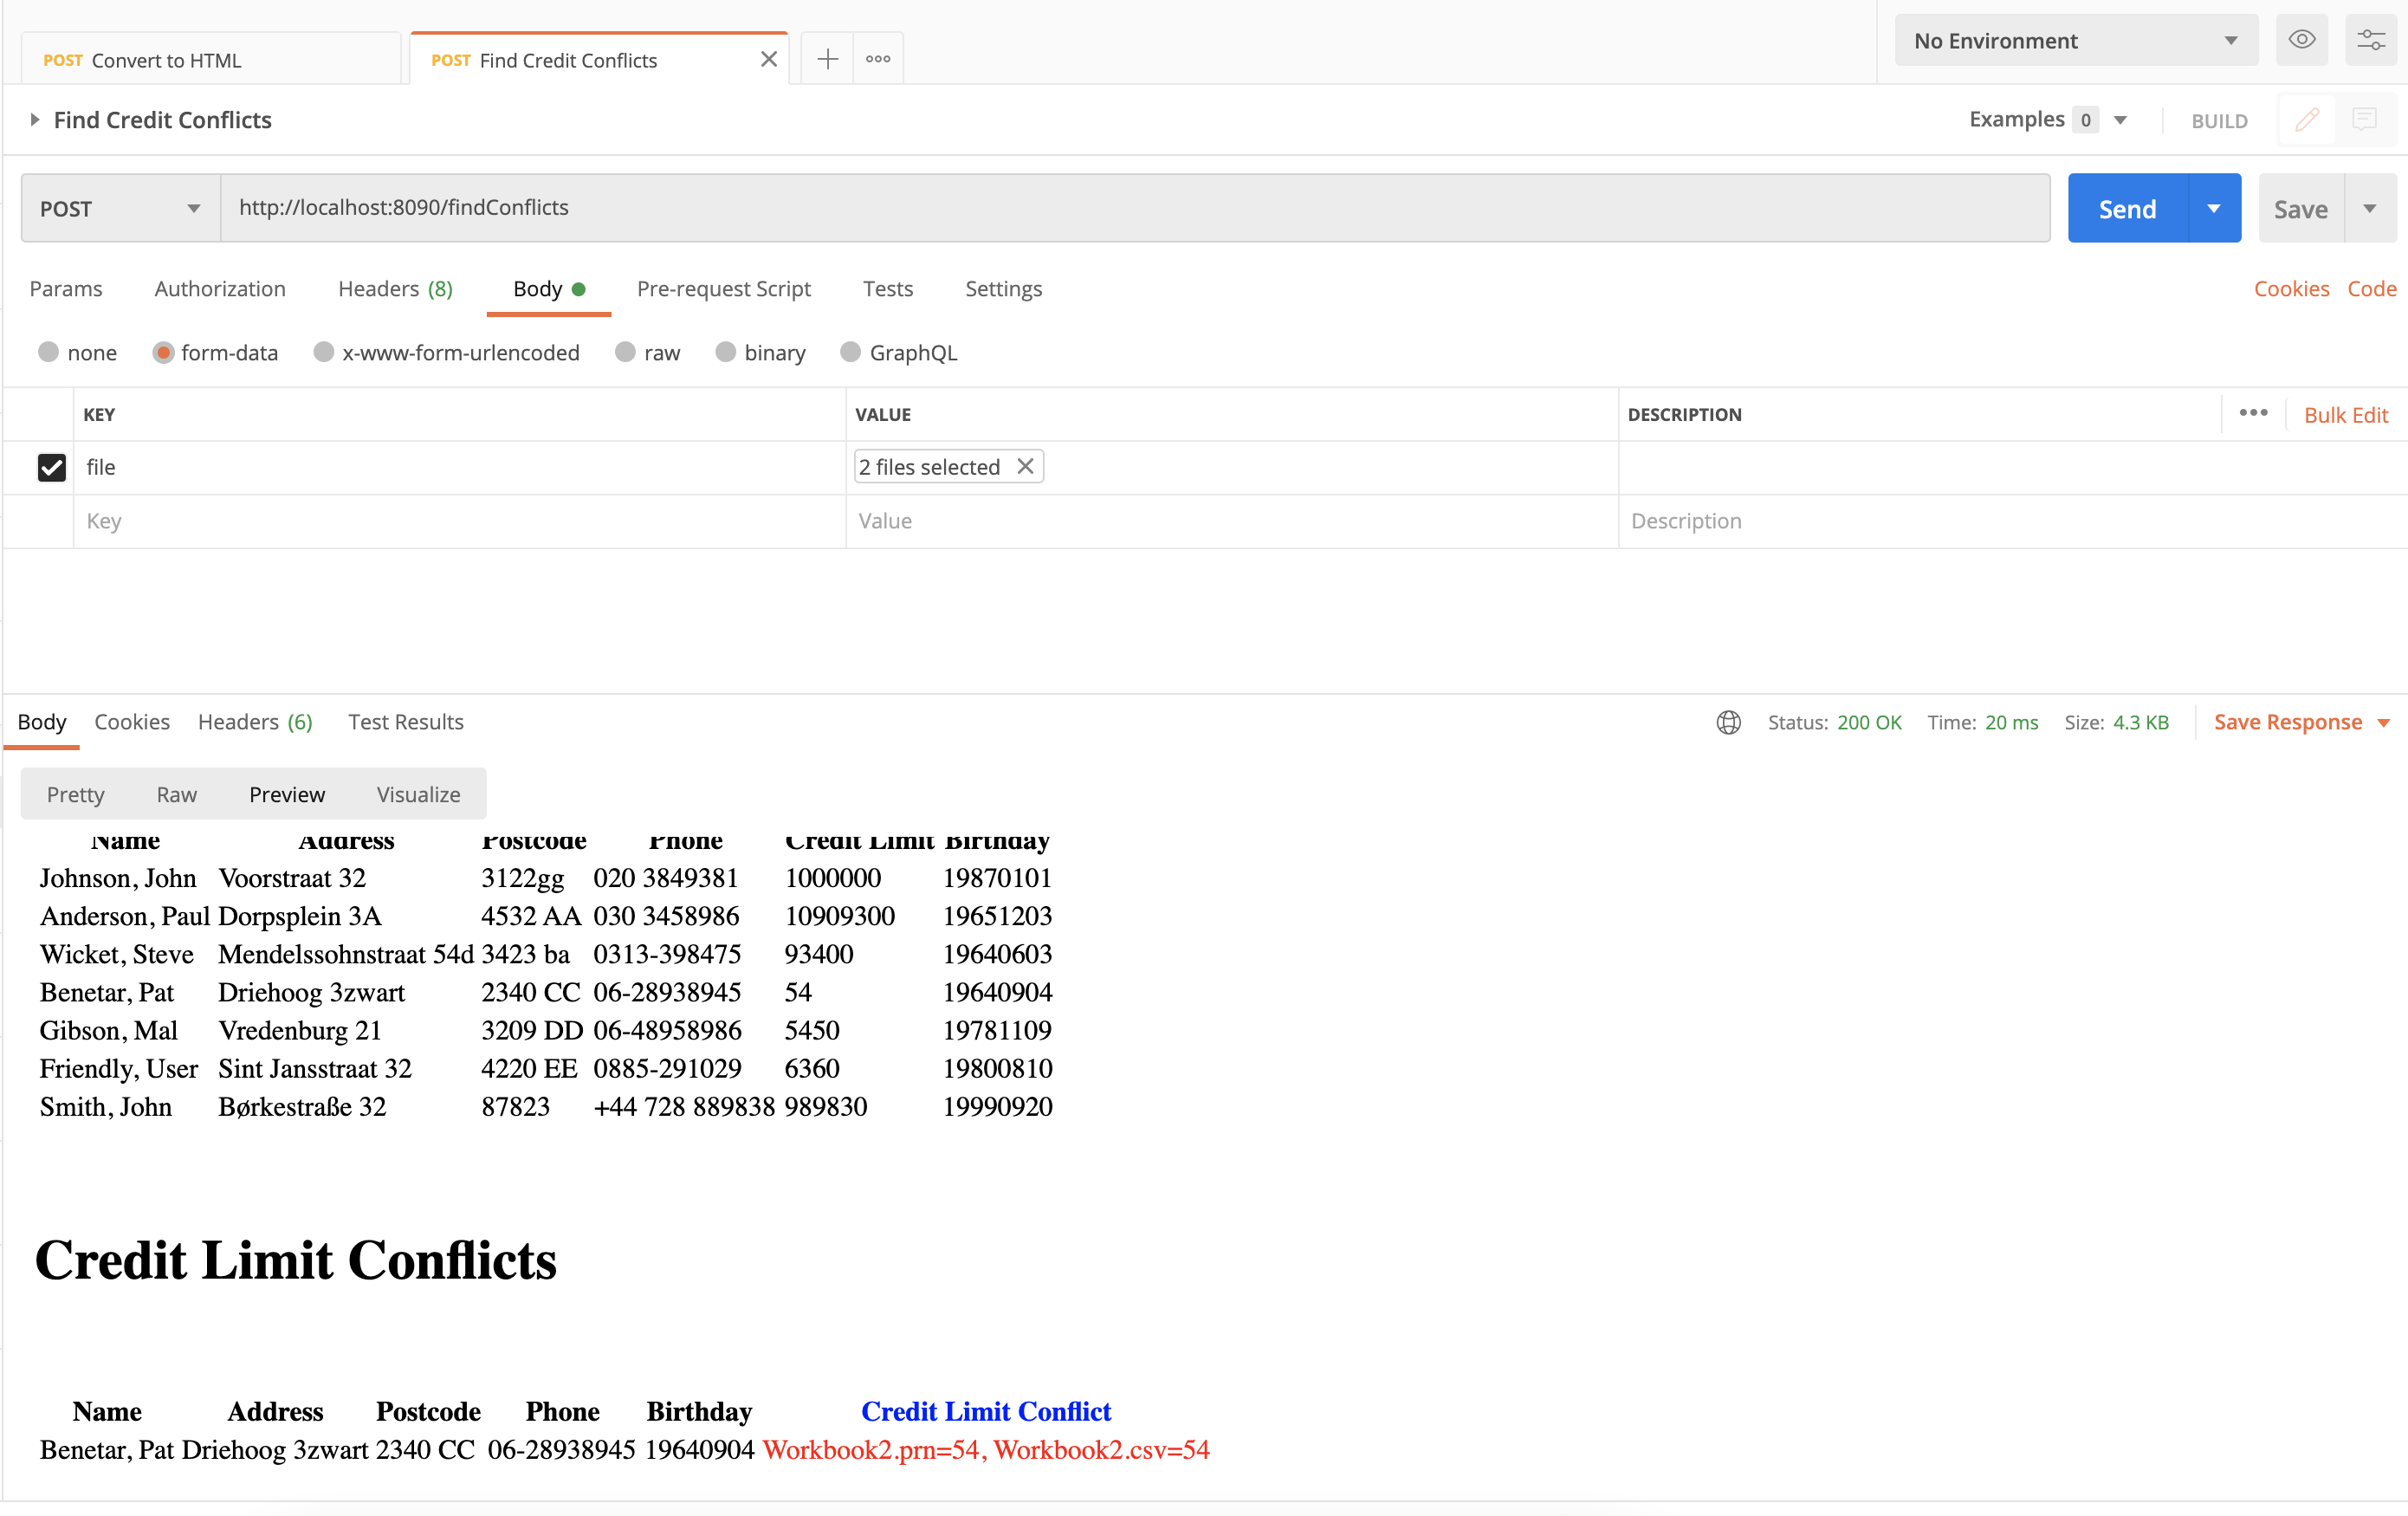 POST Convert to HTML
POST Find Credit Conflicts
No Environment
Find Credit Conflicts
Examples 0
BUILD
POST
http://localhost:8090/findConflicts
Send
Save
Params Authorization Headers (8) Body Pre-request Script Tests Settings
Cookies Code
none form-data x-www-form-urlencoded raw binary GraphQL
KEY VALUE DESCRIPTION
Bulk Edit
file 2 files selected
Key Value Description
Body Cookies Headers (6) Test Results
Status: 200 OK Time: 20 ms Size: 4.3 KB Save Response
Pretty Raw Preview Visualize
Name Address Postcode Phone Credit Limit Birthday
Johnson, John Voorstraat 32 3122gg 020 3849381 1000000 19870101
Anderson, Paul Dorpsplein 3A 4532 AA 030 3458986 10909300 19651203
Wicket, Steve Mendelssohnstraat 54d 3423 ba 0313-398475 93400 19640603
Benetar, Pat Driehoog 3zwart 2340 CC 06-28938945 54 19640904
Gibson, Mal Vredenburg 21 3209 DD 06-48958986 5450 19781109
Friendly, User Sint Jansstraat 32 4220 EE 0885-291029 6360 19800810
Smith, John Børkestraße 32 87823 +44 728 889838 989830 19990920
Credit Limit Conflicts
Name Address Postcode Phone Birthday Credit Limit Conflict
Benetar, Pat Driehoog 3zwart 2340 CC 06-28938945 19640904 Workbook2.prn=54, Workbook2.csv=54